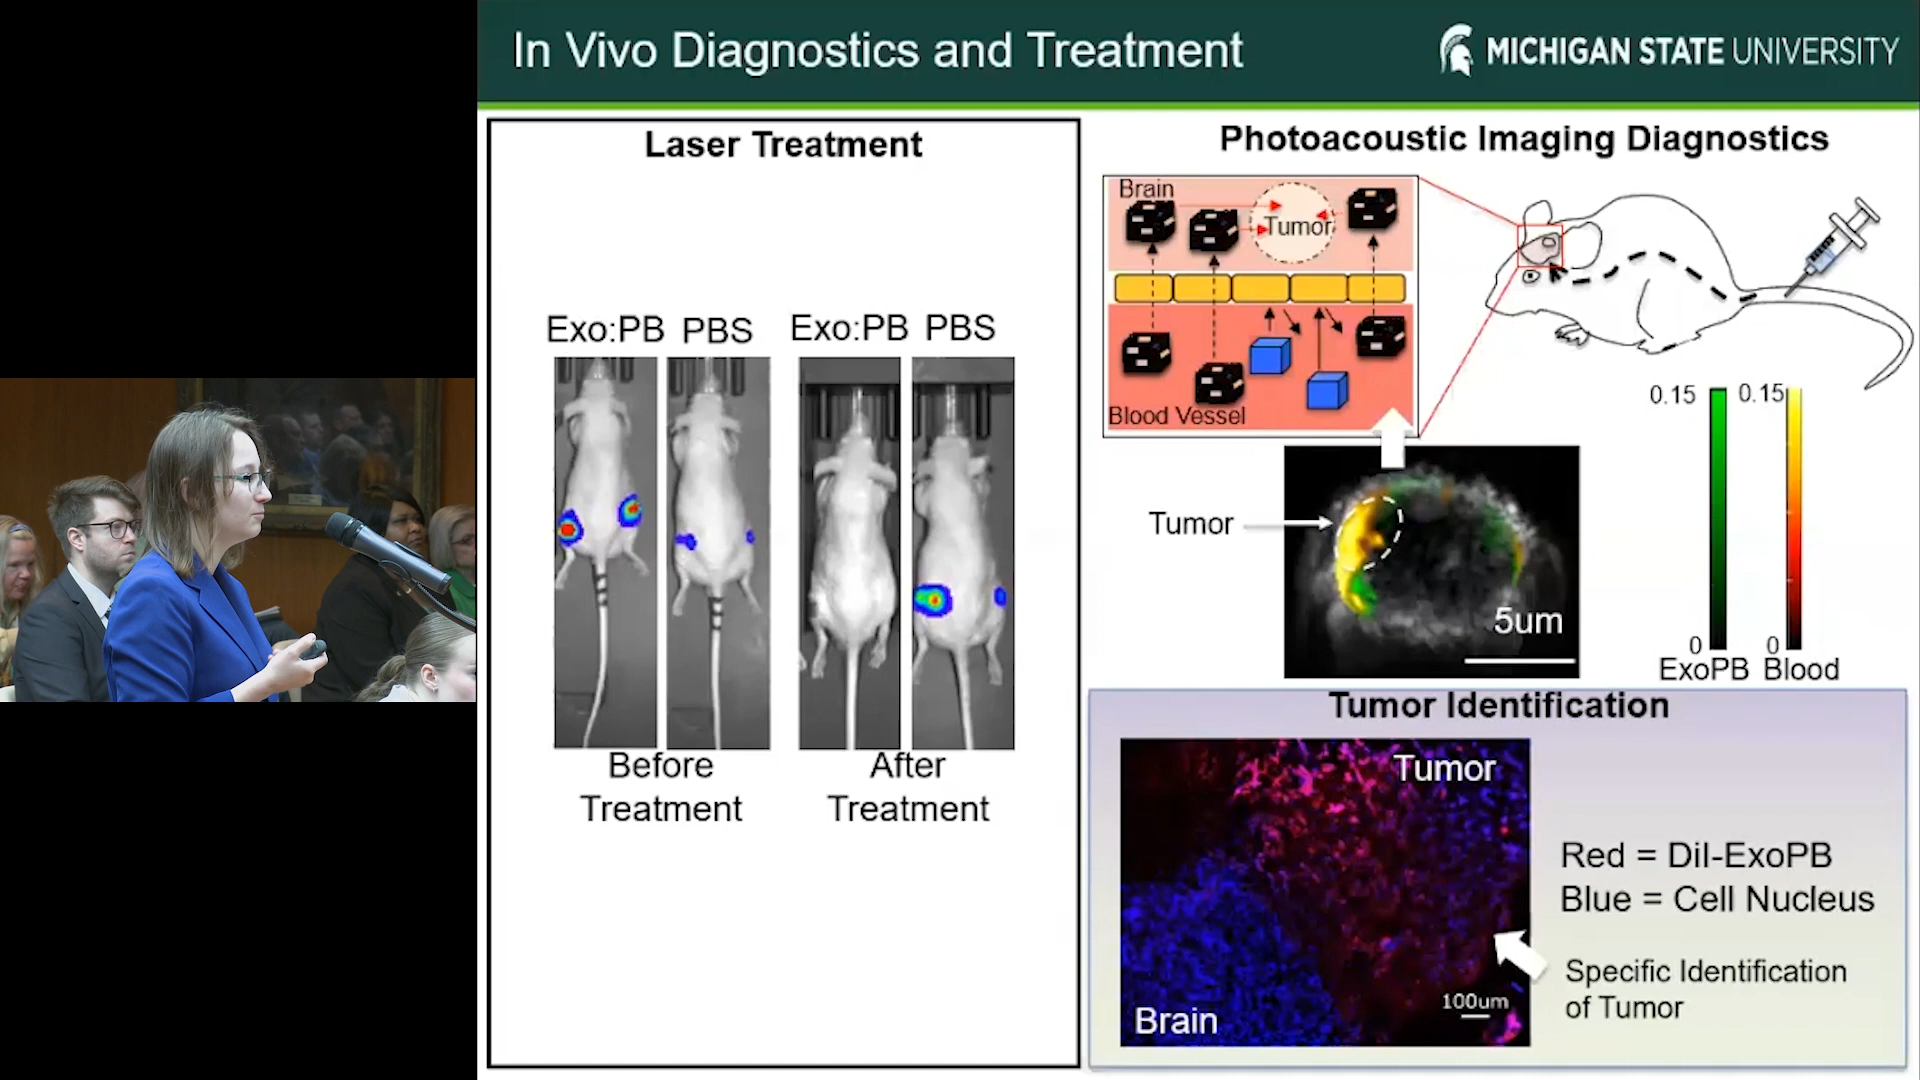 In Vivo Diagnostics and Treatment
MICHIGAN STATE UNIVERSITY
Laser Treatment
Exo:PB PBS Exo:PB PBS
Before
Treatment
After
Treatment
Photoacoustic Imaging Diagnostics
Brain
Tumor
Blood Vessel
Tumor
5um
0.15 0.15
0 0
ExoPB Blood
Tumor Identification
Tumor
Brain
100um
Red = Dil-ExoPB
Blue = Cell Nucleus
Specific Identification
of Tumor